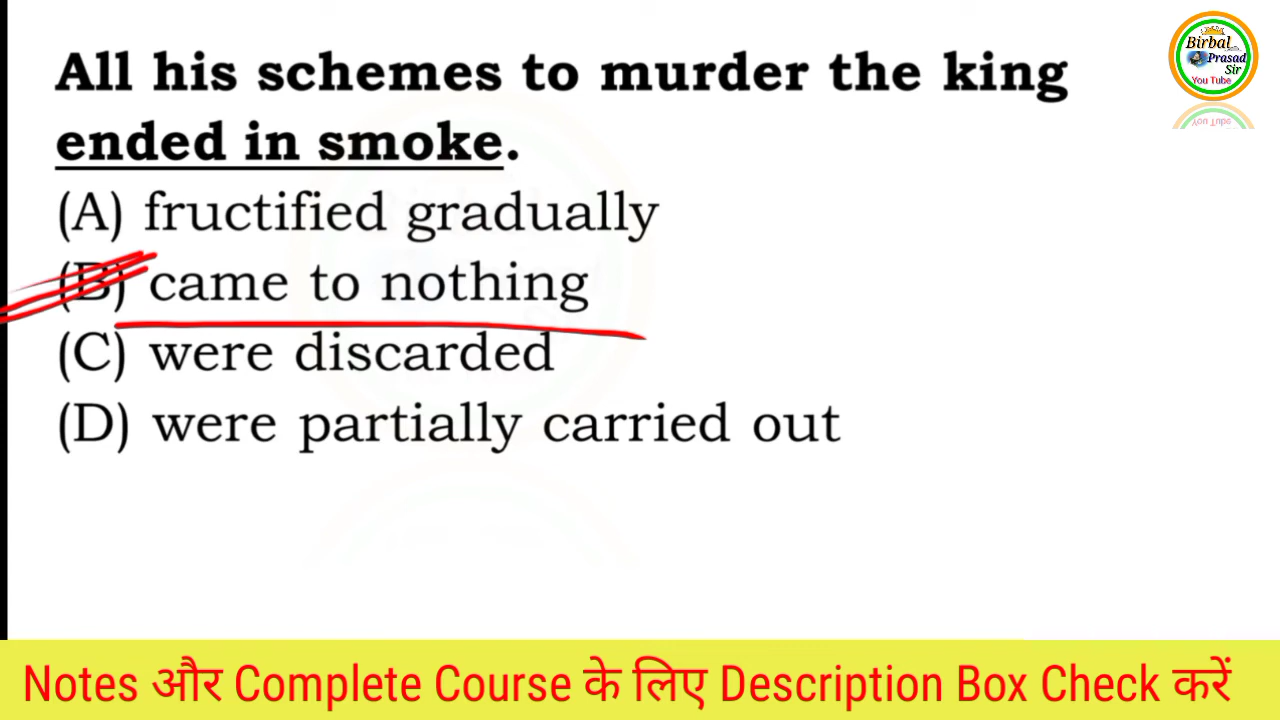 All his schemes to murder the king
ended in smoke.
(A) fructified gradually
(B) came to nothing
(C) were discarded
(D) were partially carried out
Birbal
Prasad
Sir
You Tube
Notes और Complete Course के लिए Description Box Check करें